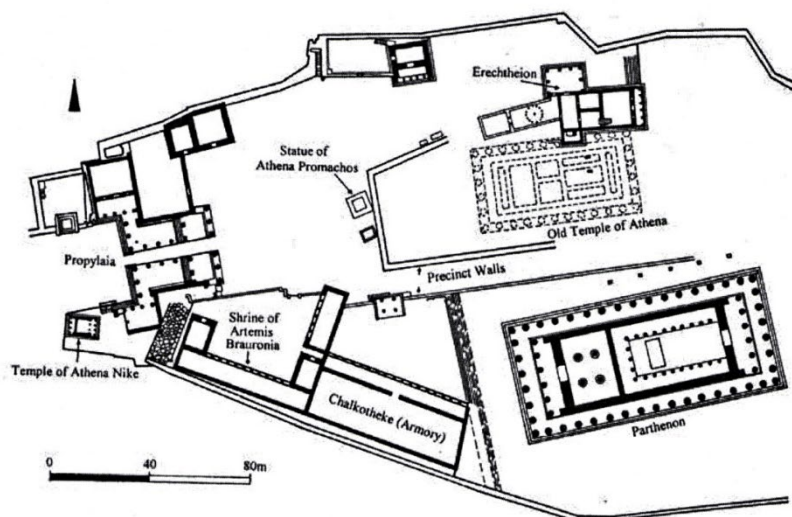 Erechtheion
Statue of
Athena Promachos
Old Temple of Athena
Propylaia
Precinct Walls
Shrine of
Artemis
Brauronia
Temple of Athena Nike
Chalkotheke (Armory)
Parthenon
0 40 80m